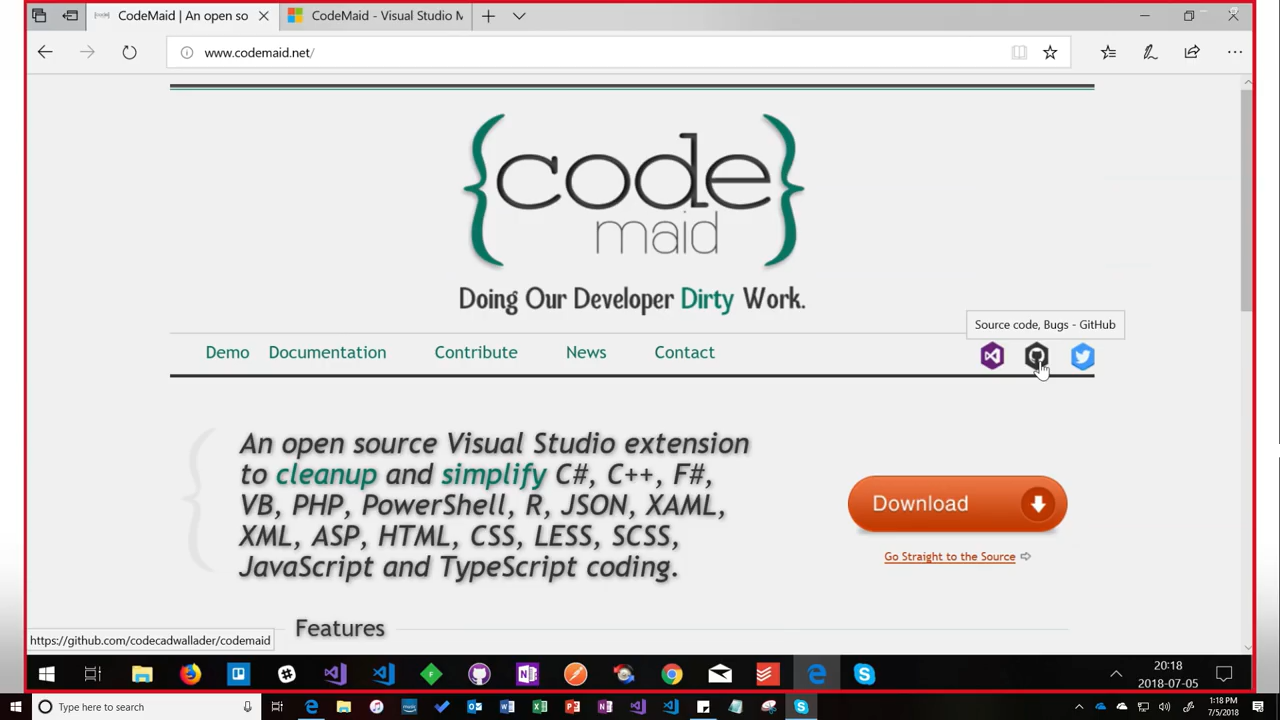 CodeMaid | An open so
CodeMaid - Visual Studio M
www.codemaid.net/
{code
maid}
Doing Our Developer Dirty Work.
Source code, Bugs - GitHub
Demo Documentation Contribute News Contact
An open source Visual Studio extension
to cleanup and simplify C#, C++, F#,
VB, PHP, PowerShell, R, JSON, XAML,
XML, ASP, HTML, CSS, LESS, SCSS,
JavaScript and TypeScript coding.
Download
Go Straight to the Source
Features
https://github.com/codecadwallader/codemaid
20:18
2018-07-05
Type here to search
1:18 PM
7/5/2018